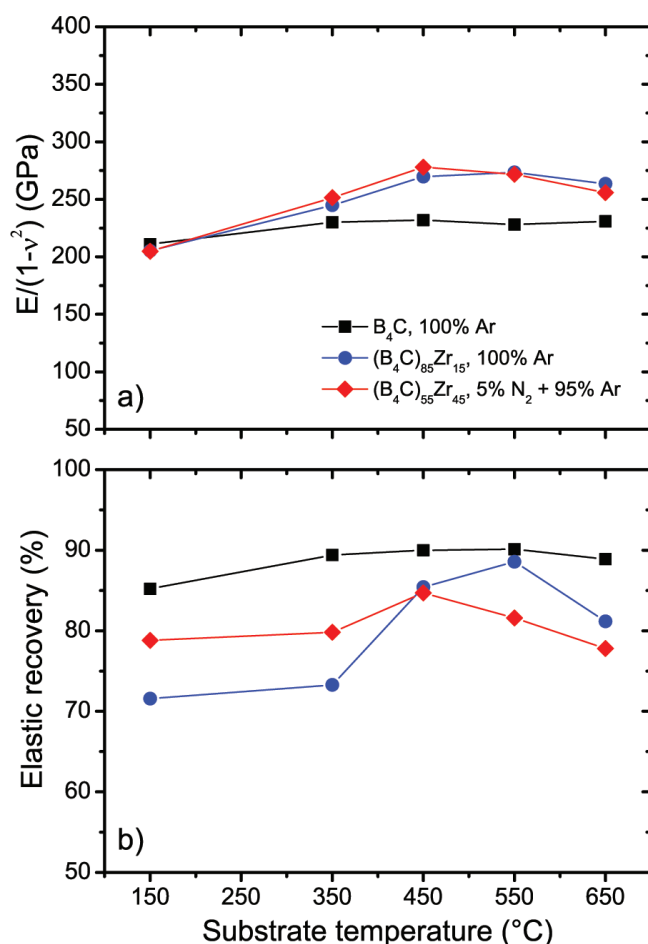 400
350
300
250
200
150
100
50
E/(1-ν²) (GPa)
B₄C, 100% Ar
(B₄C)₈₅Zr₁₅, 100% Ar
(B₄C)₅₅Zr₄₅, 5% N₂ + 95% Ar
a)
100
90
80
70
60
50
Elastic recovery (%)
b)
150 250 350 450 550 650
Substrate temperature (°C)